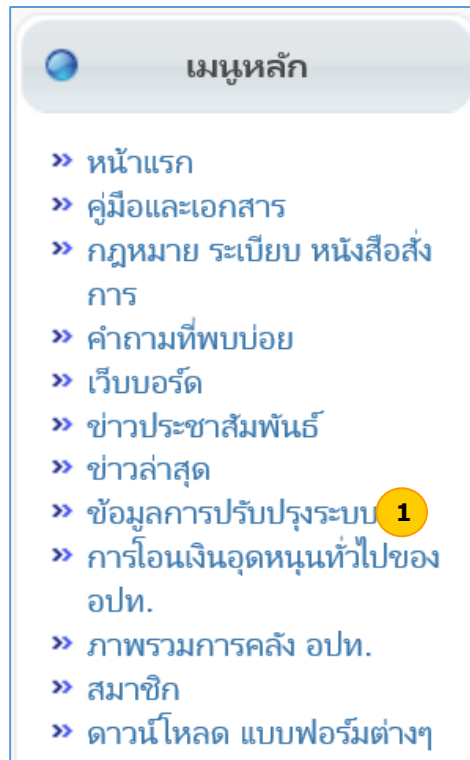 เมนูหลัก
» หน้าแรก
» คู่มือและเอกสาร
» กฎหมาย ระเบียบ หนังสือสั่ง
การ
» คำถามที่พบบ่อย
» เว็บบอร์ด
» ข่าวประชาสัมพันธ์
» ข่าวล่าสุด
» ข้อมูลการปรับปรุงระบบ 1
» การโอนเงินอุดหนุนทั่วไปของ
อปท.
» ภาพรวมการคลัง อปท.
» สมาชิก
» ดาวน์โหลด แบบฟอร์มต่างๆ